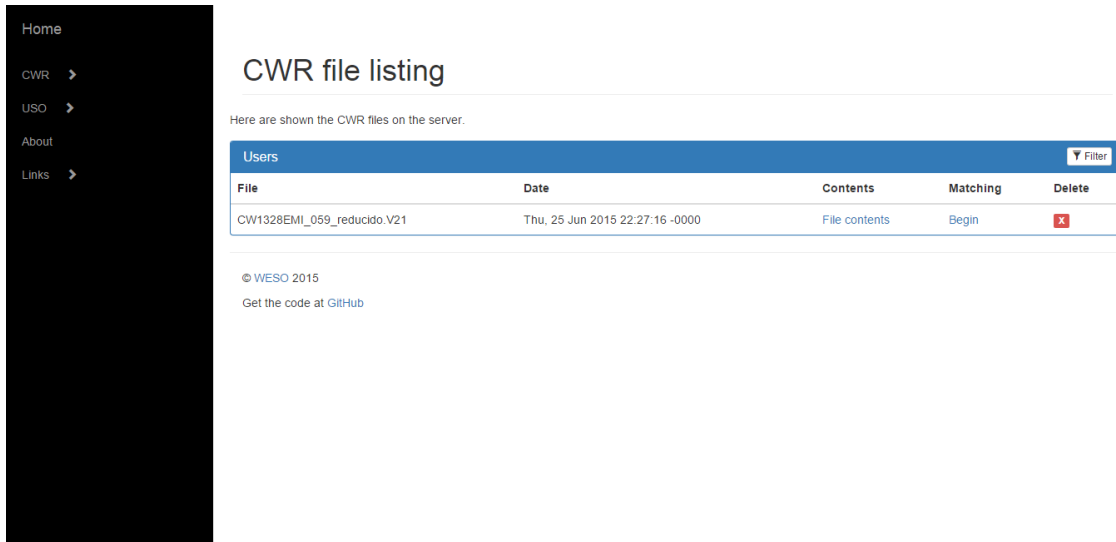 Home
CWR
USO
About
Links
CWR file listing
Here are shown the CWR files on the server.
Users Filter
File Date Contents Matching Delete
CW1328EMI_059_reducido.V21 Thu, 25 Jun 2015 22:27:16 -0000 File contents Begin x
© WESO 2015
Get the code at GitHub